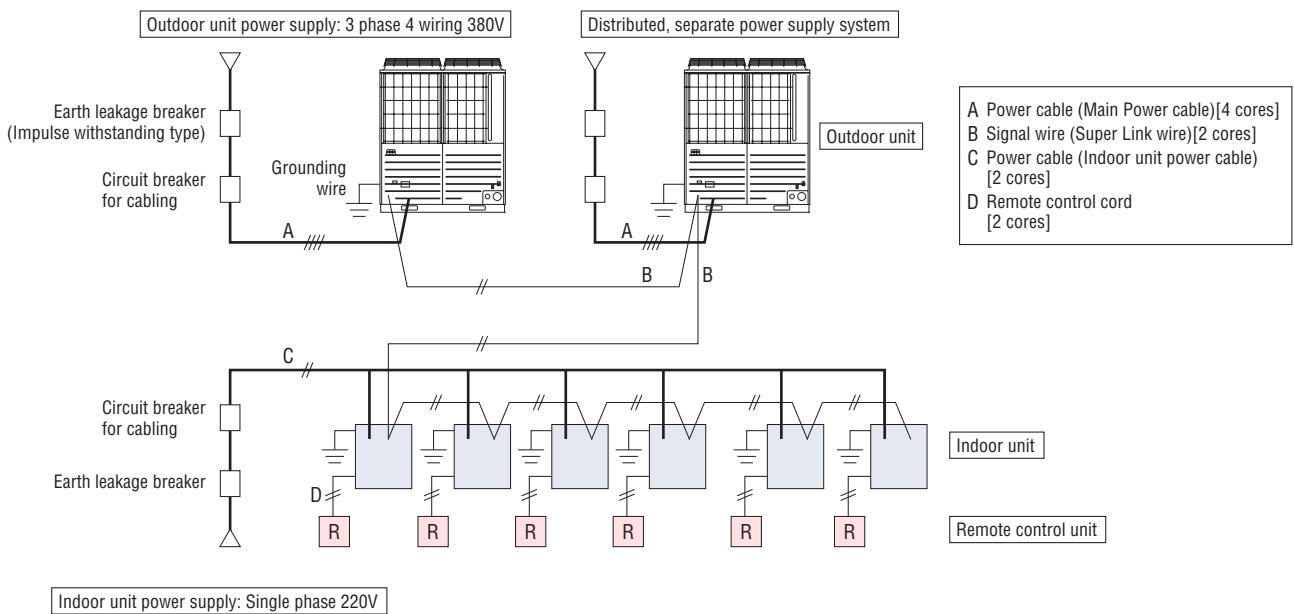 Outdoor unit power supply: 3 phase 4 wiring 380V
Distributed, separate power supply system
Earth leakage breaker
(Impulse withstanding type)
Circuit breaker
for cabling
Grounding
wire
Outdoor unit
A Power cable (Main Power cable)[4 cores]
B Signal wire (Super Link wire)[2 cores]
C Power cable (Indoor unit power cable)
[2 cores]
D Remote control cord
[2 cores]
A
A
B
B
C
Circuit breaker
for cabling
Earth leakage breaker
Indoor unit
D
R
R
R
R
R
R
Remote control unit
Indoor unit power supply: Single phase 220V